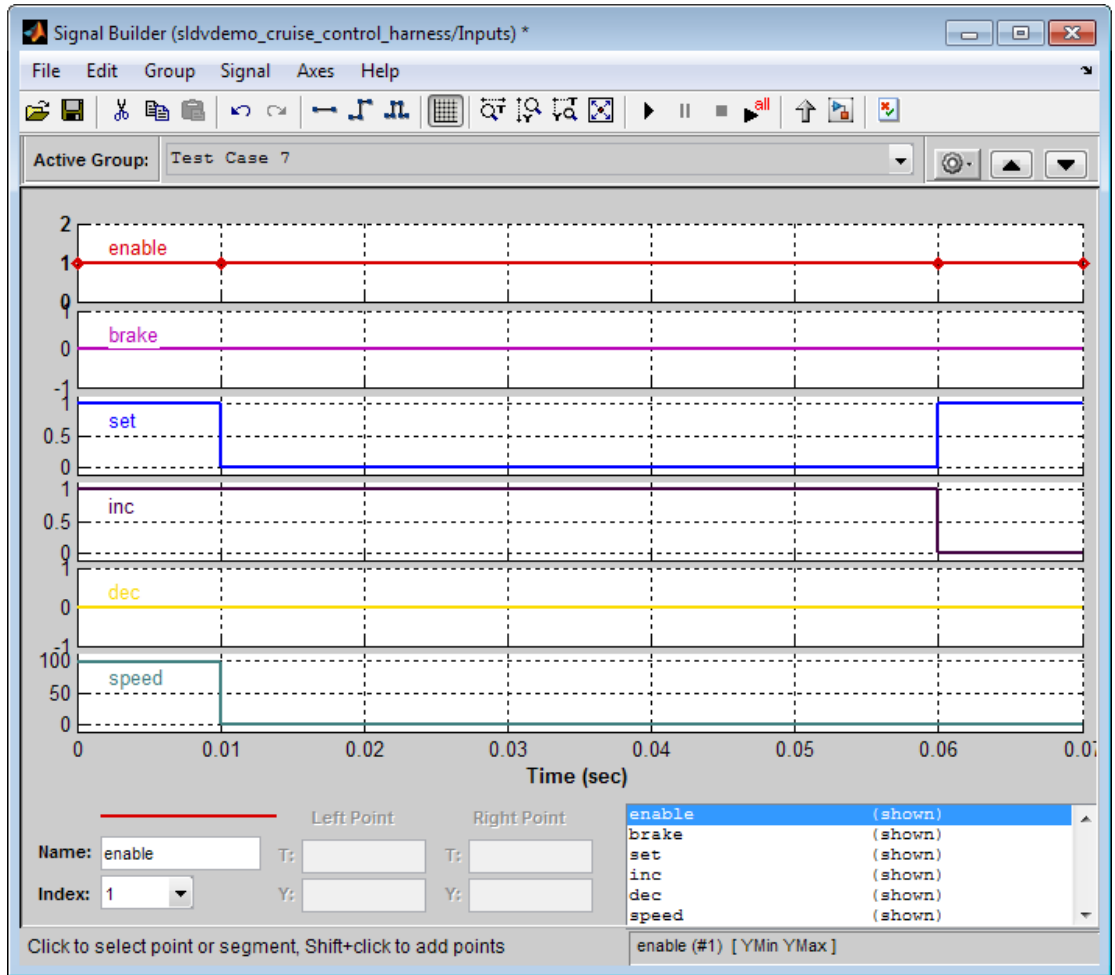 Signal Builder (sldvdemo_cruise_control_harness/Inputs) *
File Edit Group Signal Axes Help
all
Active Group: Test Case 7
2
enable
1
0
1
brake
0
-1
1
set
0.5
0
1
inc
0.5
0
1
dec
0
-1
100
speed
50
0
0 0.01 0.02 0.03 0.04 0.05 0.06 0.07
Time (sec)
Left Point Right Point
Name: enable T: T:
Index: 1 Y: Y:
enable (shown)
brake (shown)
set (shown)
inc (shown)
dec (shown)
speed (shown)
Click to select point or segment, Shift+click to add points
enable (#1) [ YMin YMax ]